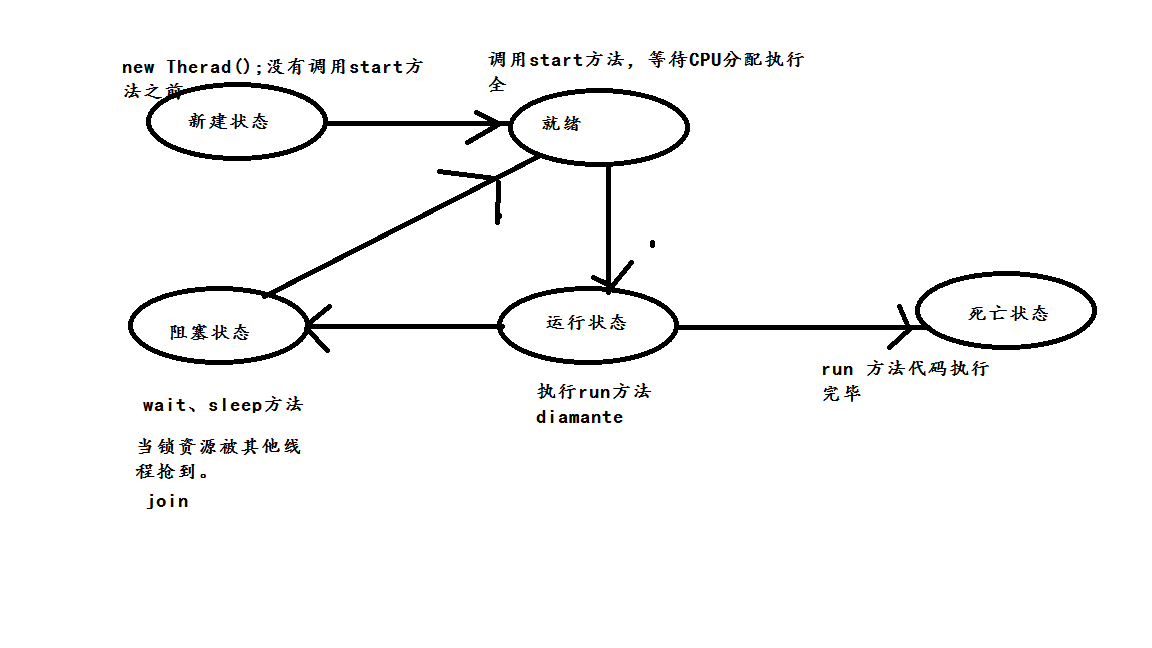 new Therad();没有调用start方
法之前
新建状态
调用start方法，等待CPU分配执行
全
就绪
阻塞状态
运行状态
死亡状态
wait、sleep方法
当锁资源被其他线
程抢到。
join
执行run方法
diamante
run 方法代码执行
完毕